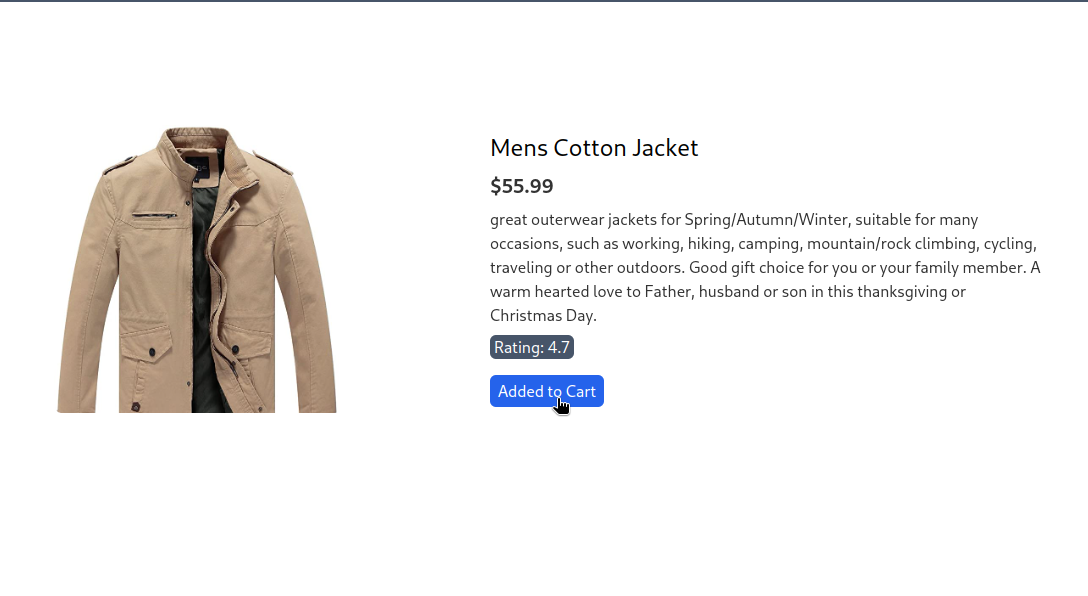 Mens Cotton Jacket
$55.99
great outerwear jackets for Spring/Autumn/Winter, suitable for many
occasions, such as working, hiking, camping, mountain/rock climbing, cycling,
traveling or other outdoors. Good gift choice for you or your family member. A
warm hearted love to Father, husband or son in this thanksgiving or
Christmas Day.
Rating: 4.7
Added to Cart